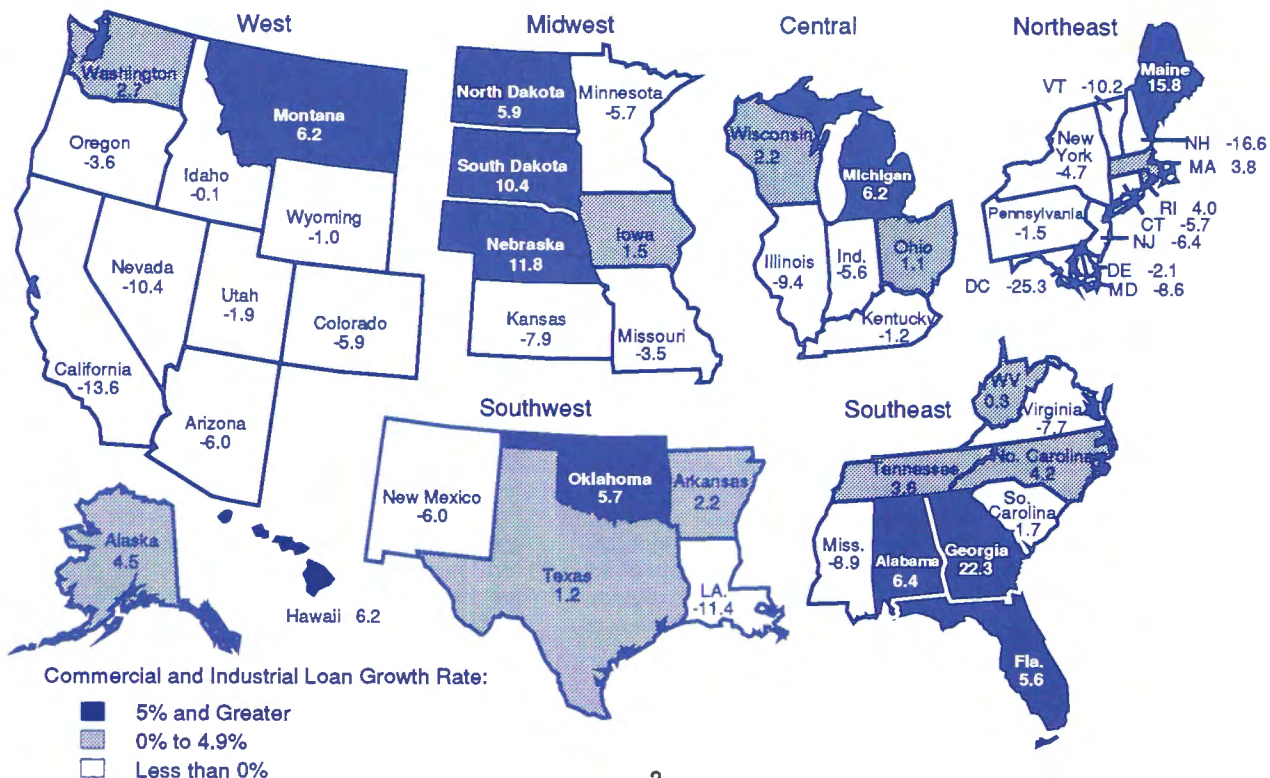 West
Washington
2.7
Montana
6.2
Oregon
-3.6
Idaho
-0.1
Wyoming
-1.0
Nevada
-10.4
Utah
-1.9
Colorado
-5.9
California
-13.6
Arizona
-6.0
Alaska
4.5
Hawaii 6.2
Midwest
North Dakota
5.9
Minnesota
-5.7
South Dakota
10.4
Nebraska
11.8
Iowa
1.5
Kansas
-7.9
Missouri
-3.5
Central
Wisconsin
2.2
Michigan
6.2
Illinois
-9.4
Ind.
-5.6
Ohio
1.1
Kentucky
-1.2
Northeast
Maine
15.8
VT -10.2
New
York
-4.7
NH -16.6
MA 3.8
Pennsylvania
-1.5
RI 4.0
CT -5.7
NJ -6.4
DE -2.1
MD -8.6
DC -25.3
Southwest
New Mexico
-6.0
Oklahoma
5.7
Arkansas
2.2
Texas
1.2
LA.
-11.4
Southeast
WV
0.3
Virginia
-7.7
Tennessee
3.8
No. Carolina
4.2
So.
Carolina
-1.7
Miss.
-8.9
Alabama
6.4
Georgia
22.3
Fla.
5.6
Commercial and Industrial Loan Growth Rate:
5% and Greater
0% to 4.9%
Less than 0%